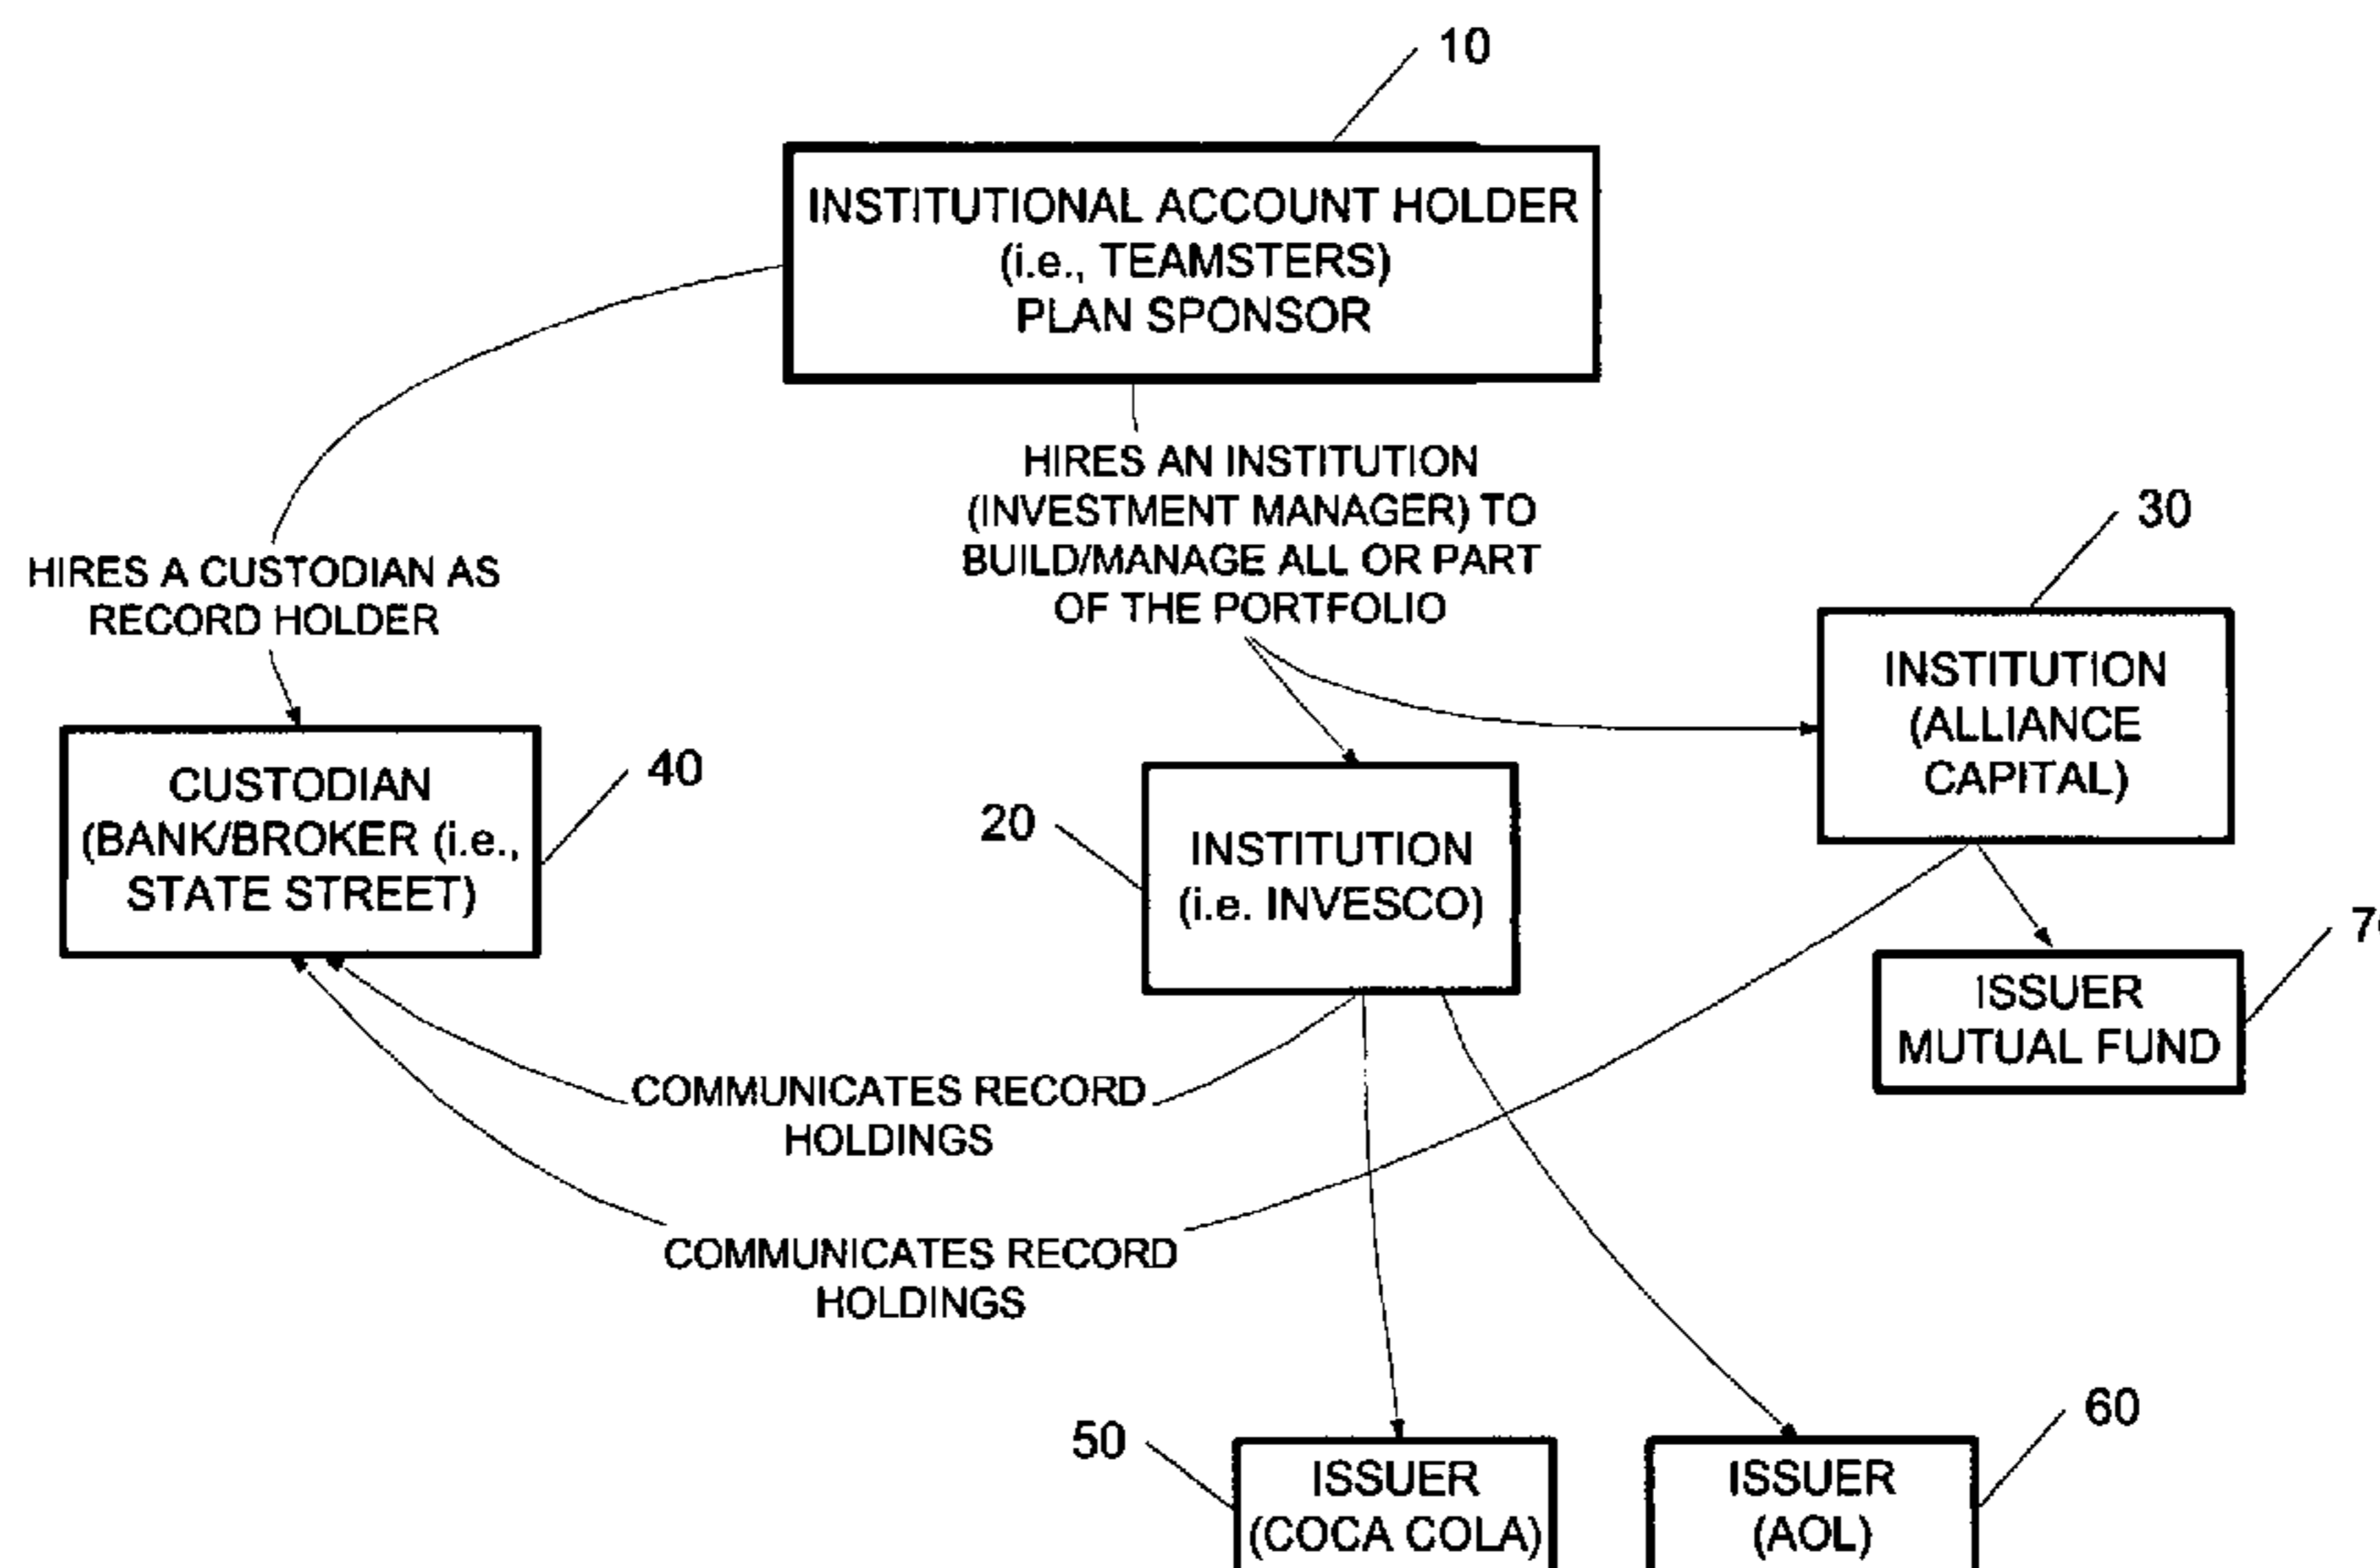 10
INSTITUTIONAL ACCOUNT HOLDER
(i.e., TEAMSTERS)
PLAN SPONSOR
HIRES AN INSTITUTION
(INVESTMENT MANAGER) TO
BUILD/MANAGE ALL OR PART
OF THE PORTFOLIO
HIRES A CUSTODIAN AS
RECORD HOLDER
30
INSTITUTION
(ALLIANCE
CAPITAL)
40
CUSTODIAN
(BANK/BROKER (i.e.,
STATE STREET)
20
INSTITUTION
(i.e. INVESCO)
ISSUER
MUTUAL FUND
COMMUNICATES RECORD
HOLDINGS
COMMUNICATES RECORD
HOLDINGS
50
ISSUER
(COCA COLA)
60
ISSUER
(AOL)